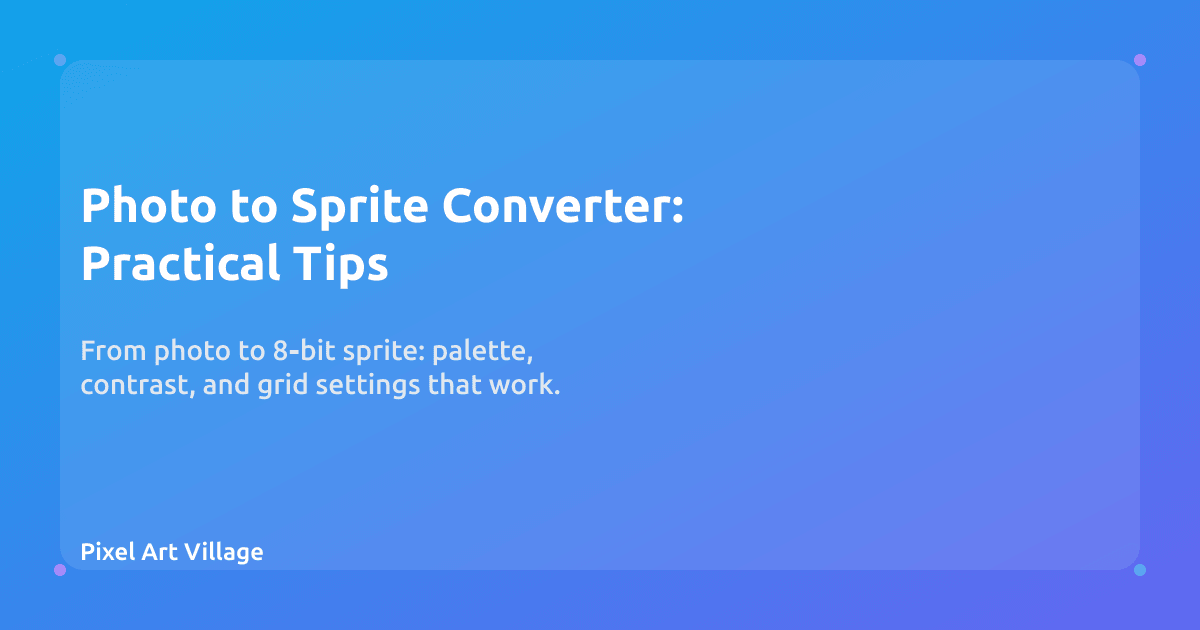 Photo to Sprite Converter:
Practical Tips
From photo to 8-bit sprite: palette,
contrast, and grid settings that work.
Pixel Art Village